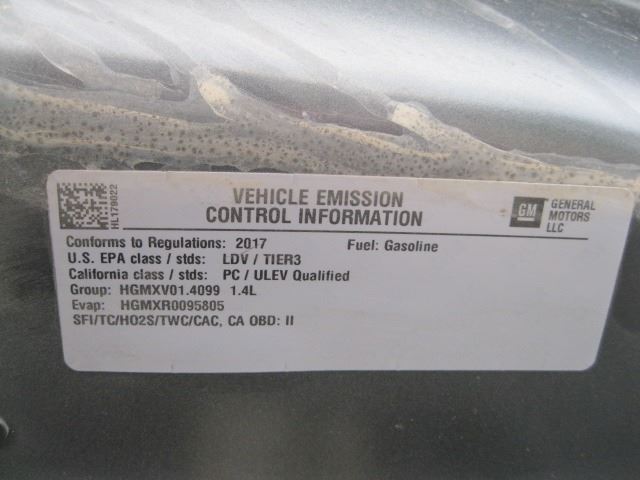 HL179022
VEHICLE EMISSION
CONTROL INFORMATION
GM
GENERAL
MOTORS
LLC
Conforms to Regulations: 2017 Fuel: Gasoline
U.S. EPA class / stds: LDV / TIER3
California class / stds: PC / ULEV Qualified
Group: HGMXV01.4099 1.4L
Evap: HGMXR0095805
SFI/TC/HO2S/TWC/CAC, CA OBD: II